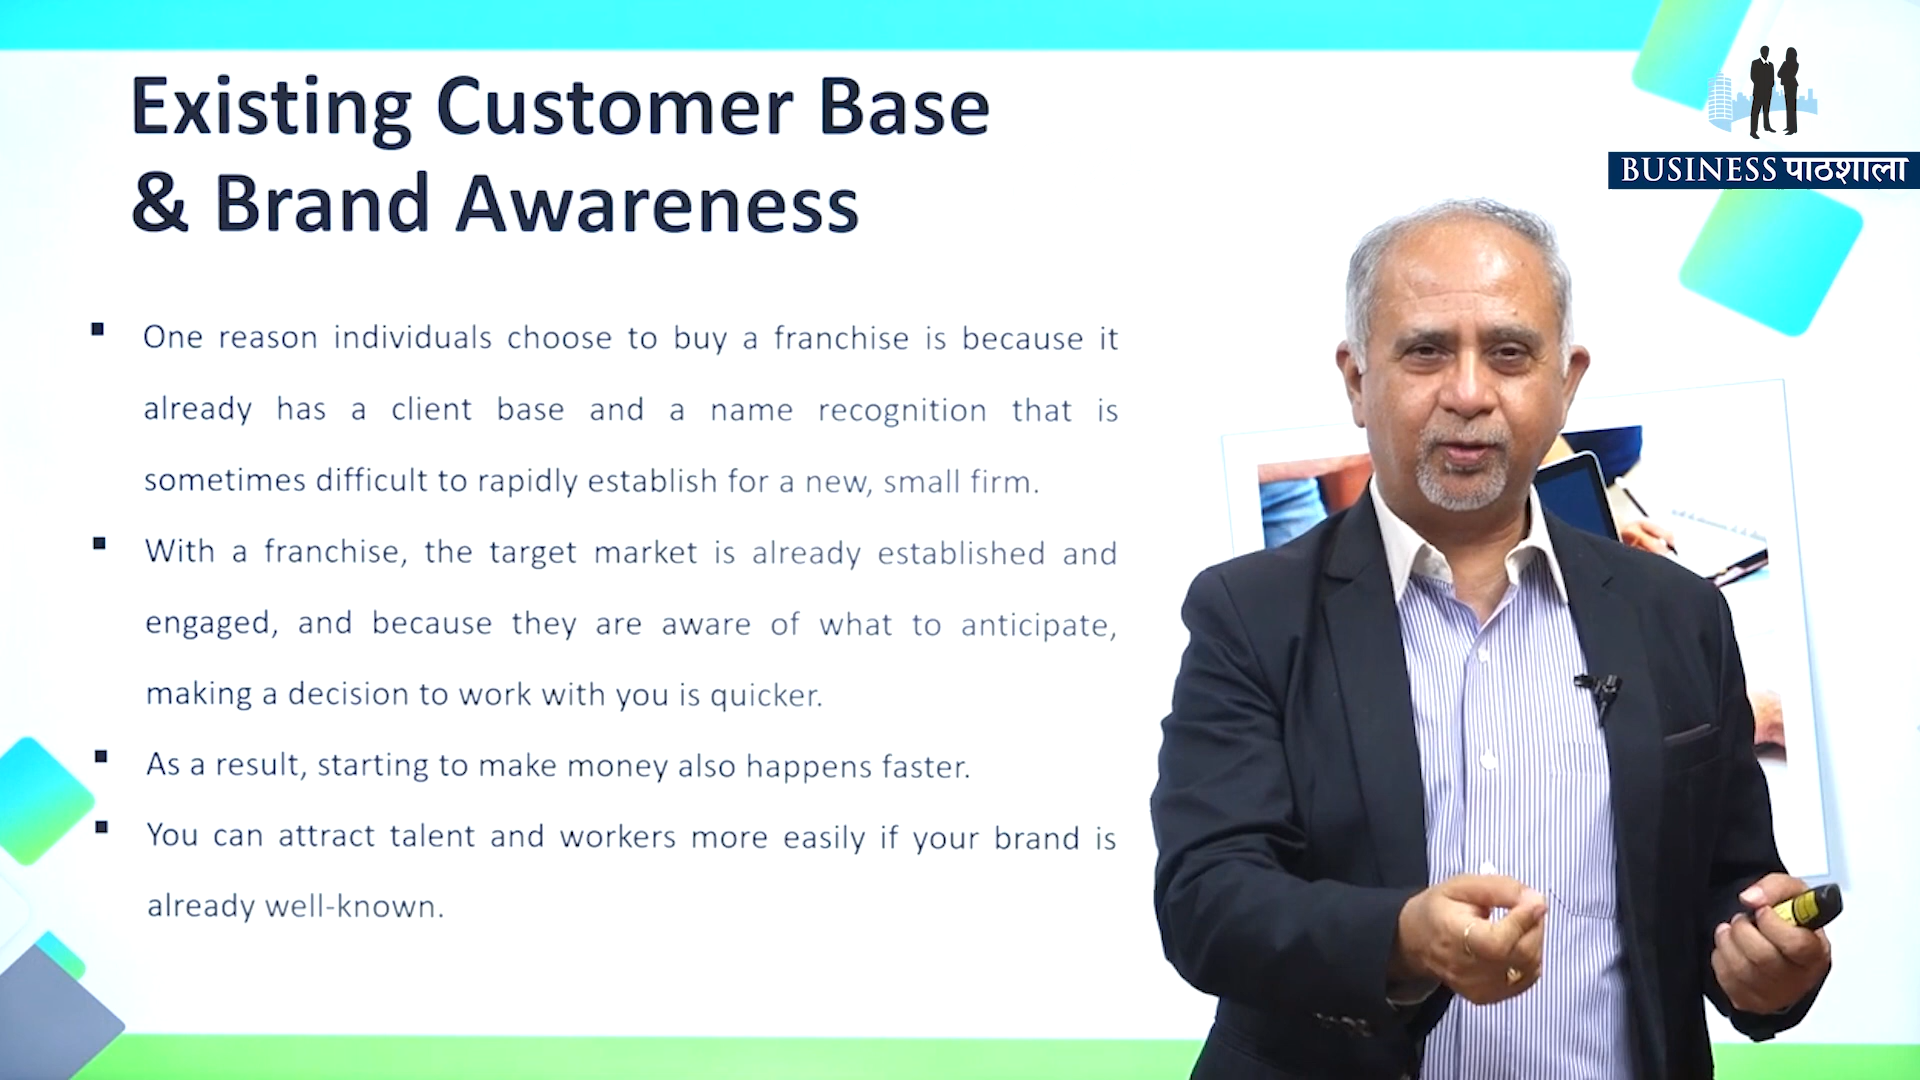 Existing Customer Base
& Brand Awareness
BUSINESS पाठशाला
▪ One reason individuals choose to buy a franchise is because it
already has a client base and a name recognition that is
sometimes difficult to rapidly establish for a new, small firm.
▪ With a franchise, the target market is already established and
engaged, and because they are aware of what to anticipate,
making a decision to work with you is quicker.
▪ As a result, starting to make money also happens faster.
▪ You can attract talent and workers more easily if your brand is
already well-known.